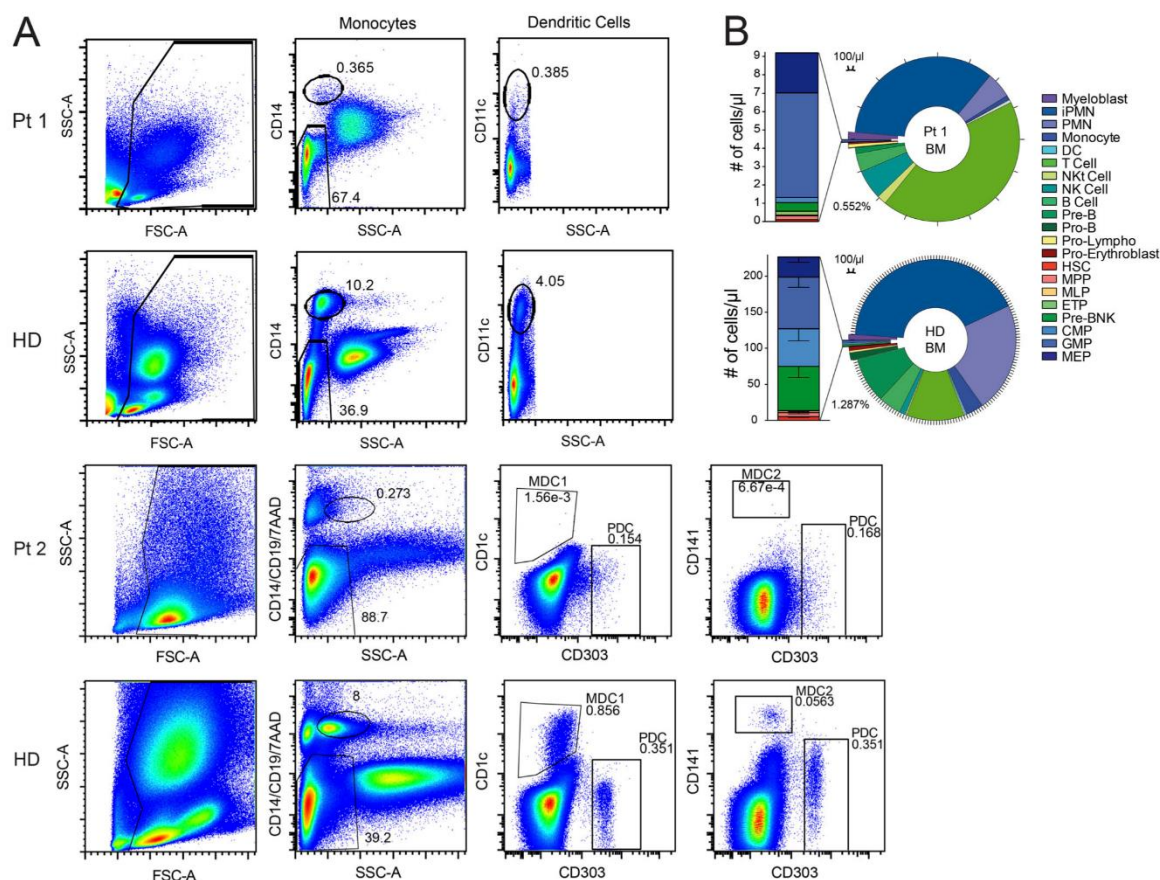 A
B
Monocytes
Dendritic Cells
Pt 1
SSC-A
FSC-A
CD14
0.365
67.4
SSC-A
CD11c
0.385
SSC-A
HD
SSC-A
FSC-A
CD14
10.2
36.9
SSC-A
CD11c
4.05
SSC-A
Pt 2
SSC-A
FSC-A
CD14/CD19/7AAD
0.273
88.7
SSC-A
CD1c
MDC1
1.56e-3
PDC
0.154
CD303
CD141
MDC2
6.67e-4
PDC
0.168
CD303
HD
SSC-A
FSC-A
CD14/CD19/7AAD
8
39.2
SSC-A
CD1c
MDC1
0.856
PDC
0.351
CD303
CD141
MDC2
0.0563
PDC
0.351
CD303
# of cells/µl
9
8
7
6
5
4
3
2
1
0
100/µl
0.552%
Pt 1
BM
# of cells/µl
200
150
100
50
0
100/µl
1.287%
HD
BM
Myeloblast
iPMN
PMN
Monocyte
DC
T Cell
NKt Cell
NK Cell
B Cell
Pre-B
Pro-B
Pro-Lympho
Pro-Erythroblast
HSC
MPP
MLP
ETP
Pre-BNK
CMP
GMP
MEP